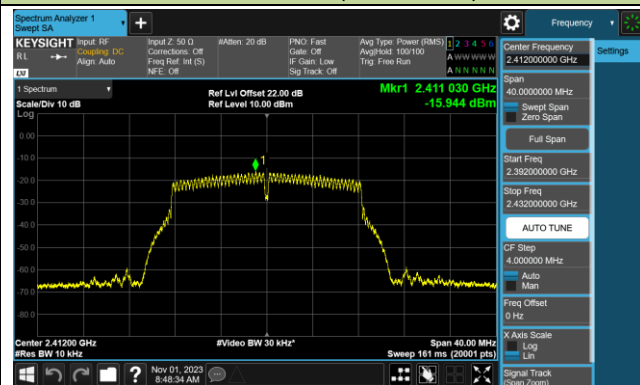 Spectrum Analyzer 1
Swept SA
+
Frequency
KEYSIGHT
RL
LXI
Input: RF
Coupling: DC
Align: Auto
Input Z: 50 Ω
Corrections: Off
Freq Ref: Int (S)
NFE: Off
#Atten: 20 dB
PNO: Fast
Gate: Off
IF Gain: Low
Sig Track: Off
Avg Type: Power (RMS)
Avg|Hold: 100/100
Trig: Free Run
1 2 3 4 5 6
A W W W W W
A N N N N N
1 Spectrum
Scale/Div 10 dB
Log
Ref Lvl Offset 22.00 dB
Ref Level 10.00 dBm
Mkr1 2.411 030 GHz
-15.944 dBm
1
0.00
-10.0
-20.0
-30.0
-40.0
-50.0
-60.0
-70.0
-80.0
Center 2.41200 GHz
#Res BW 10 kHz
#Video BW 30 kHz*
Span 40.00 MHz
Sweep 161 ms (20001 pts)
Center Frequency
2.412000000 GHz
Settings
Span
40.0000000 MHz
Swept Span
Zero Span
Full Span
Start Freq
2.392000000 GHz
Stop Freq
2.432000000 GHz
AUTO TUNE
CF Step
4.000000 MHz
Auto
Man
Freq Offset
0 Hz
X Axis Scale
Log
Lin
Signal Track
(Span Zoom)
?
Nov 01, 2023
8:48:34 AM